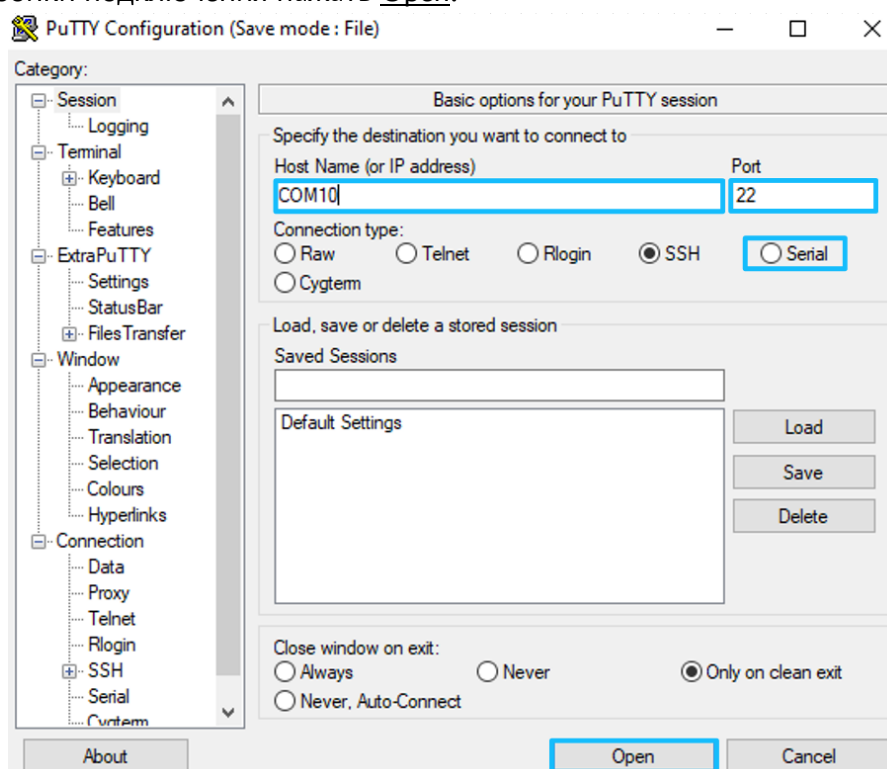 подключения нажать Open.
PuTTY Configuration (Save mode : File)
Category:
Session
Logging
Terminal
Keyboard
Bell
Features
ExtraPuTTY
Settings
StatusBar
FilesTransfer
Window
Appearance
Behaviour
Translation
Selection
Colours
Hyperlinks
Connection
Data
Proxy
Telnet
Rlogin
SSH
Serial
Cygterm
Basic options for your PuTTY session
Specify the destination you want to connect to
Host Name (or IP address) Port
COM10 22
Connection type:
Raw Telnet Rlogin SSH Serial
Cygterm
Load, save or delete a stored session
Saved Sessions
Default Settings
Load
Save
Delete
Close window on exit:
Always Never Only on clean exit
Never, Auto-Connect
About Open Cancel